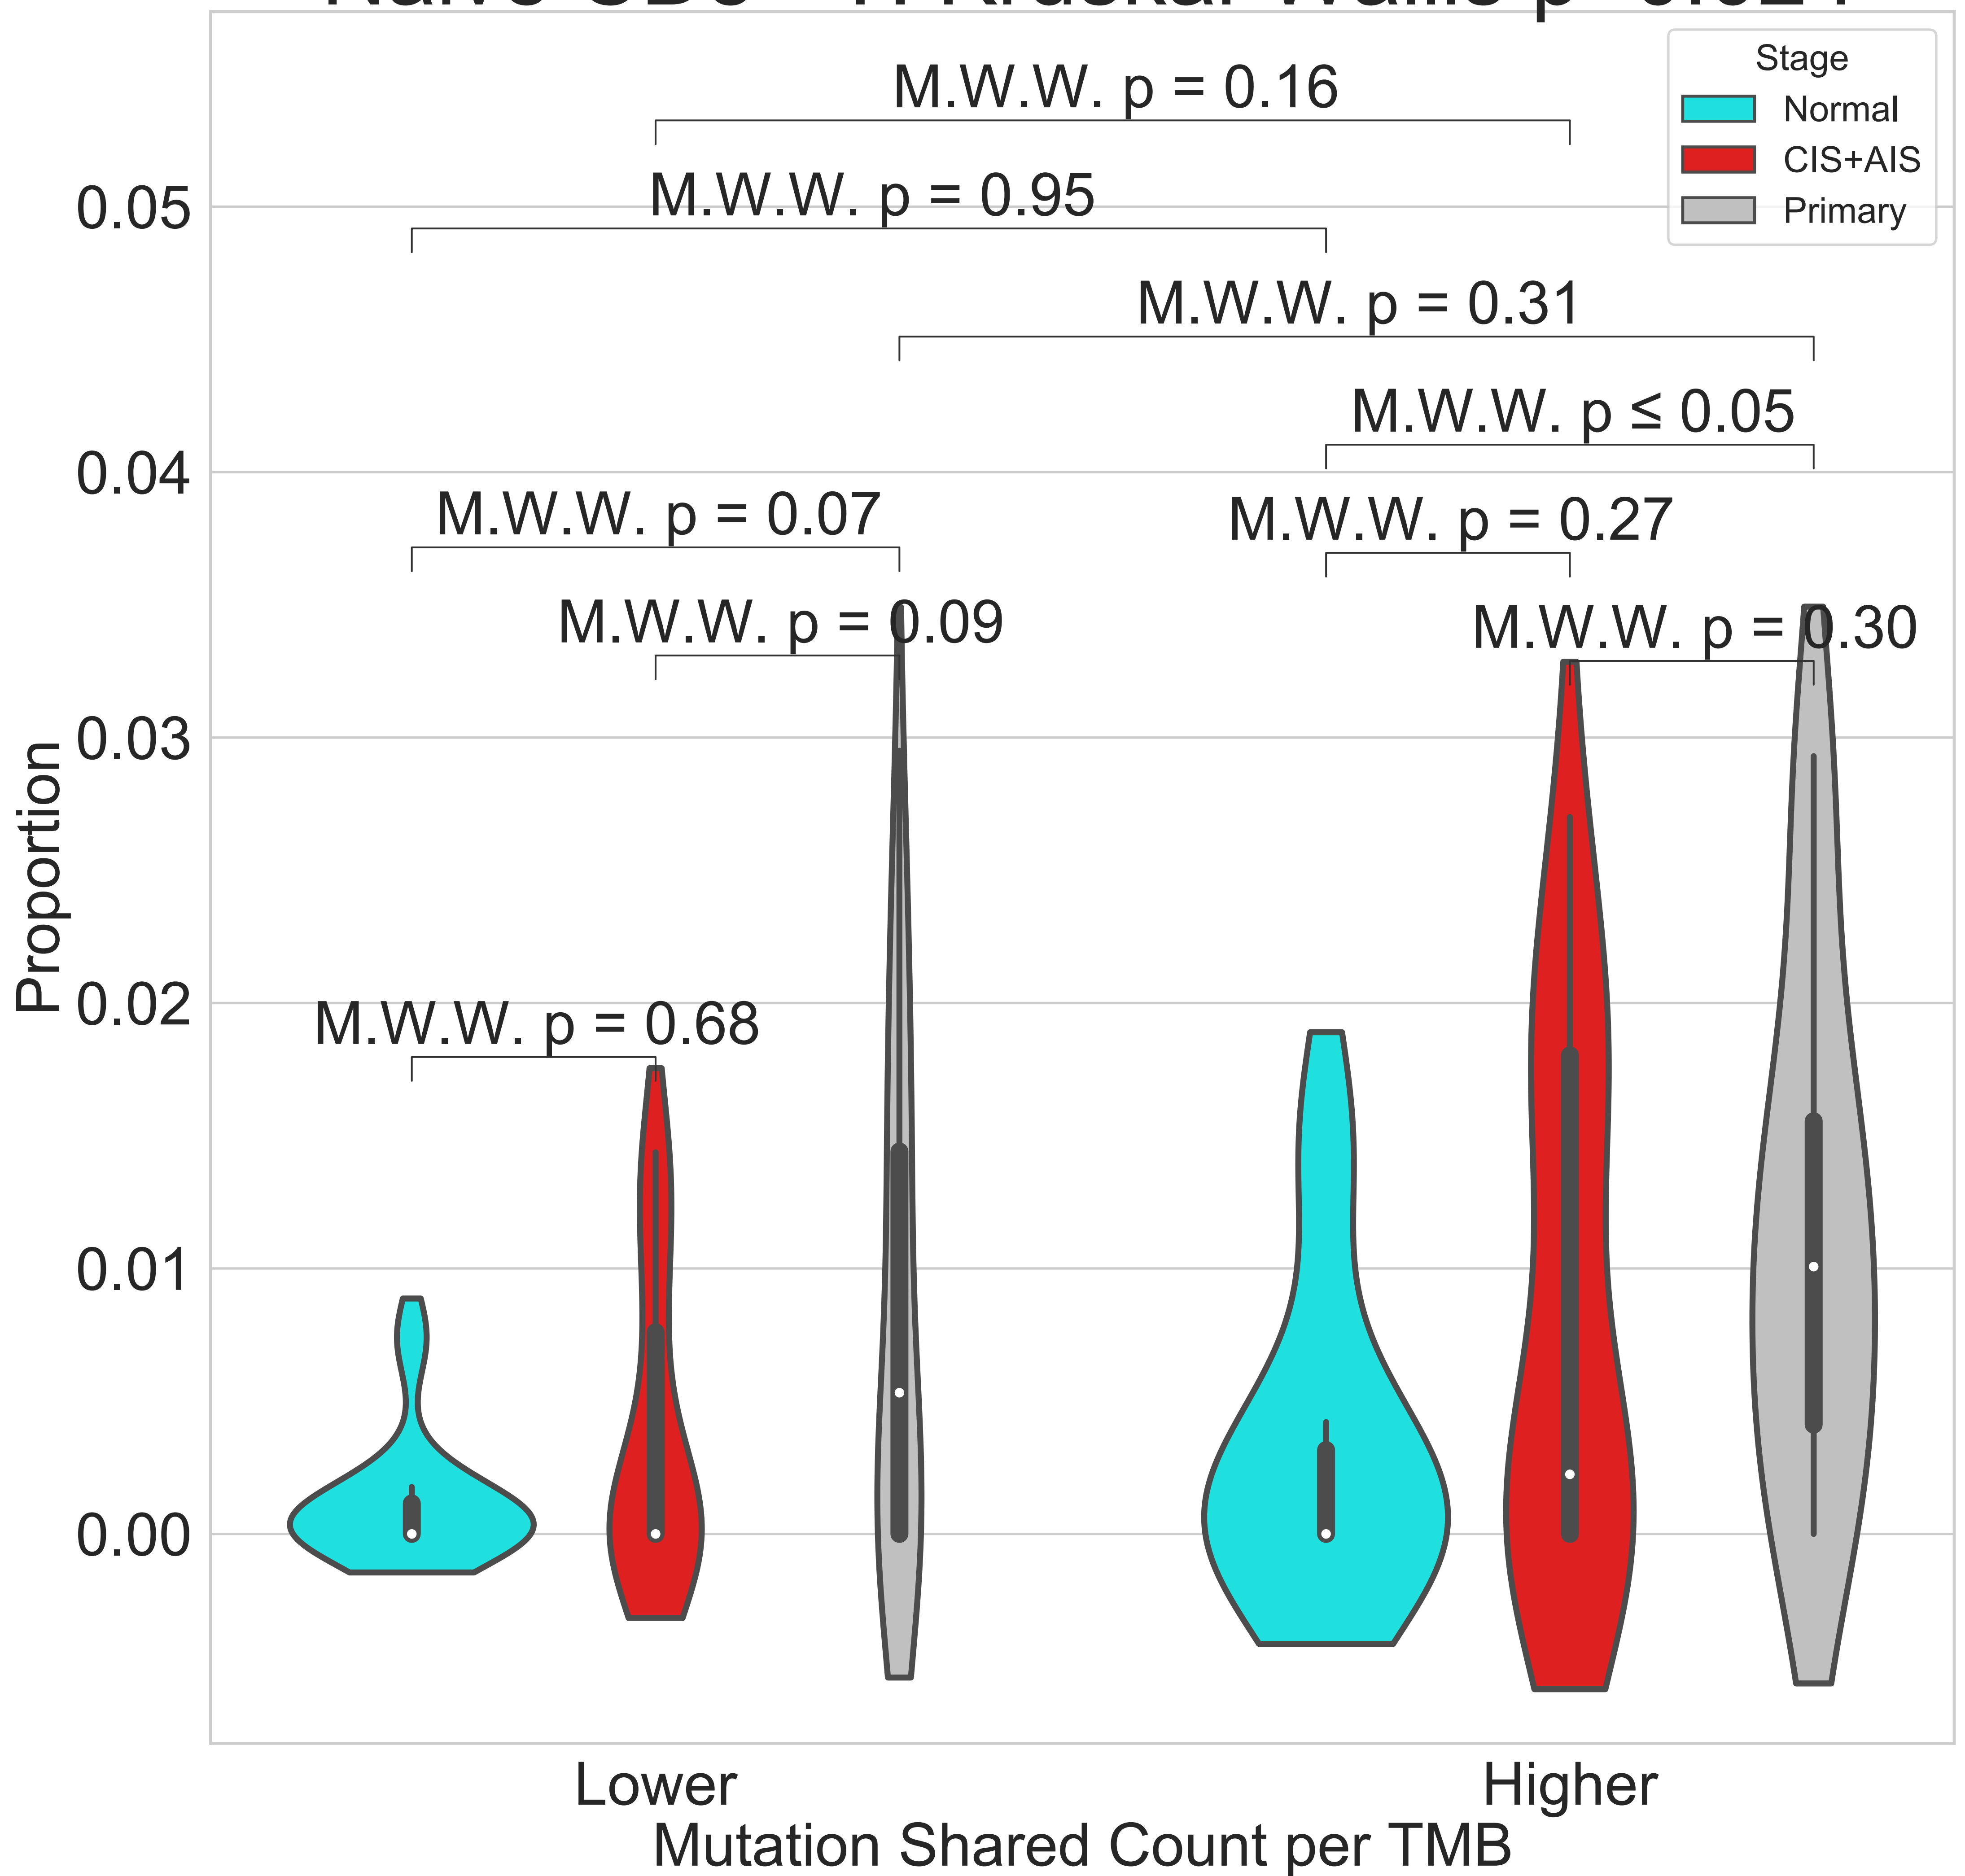 Stage
Normal
CIS+AIS
Primary
M.W.W. p = 0.16
M.W.W. p = 0.95
M.W.W. p = 0.31
M.W.W. p ≤ 0.05
M.W.W. p = 0.07
M.W.W. p = 0.27
M.W.W. p = 0.09
M.W.W. p = 0.30
M.W.W. p = 0.68
0.05
0.04
0.03
0.02
0.01
0.00
Proportion
Lower
Higher
Mutation Shared Count per TMB